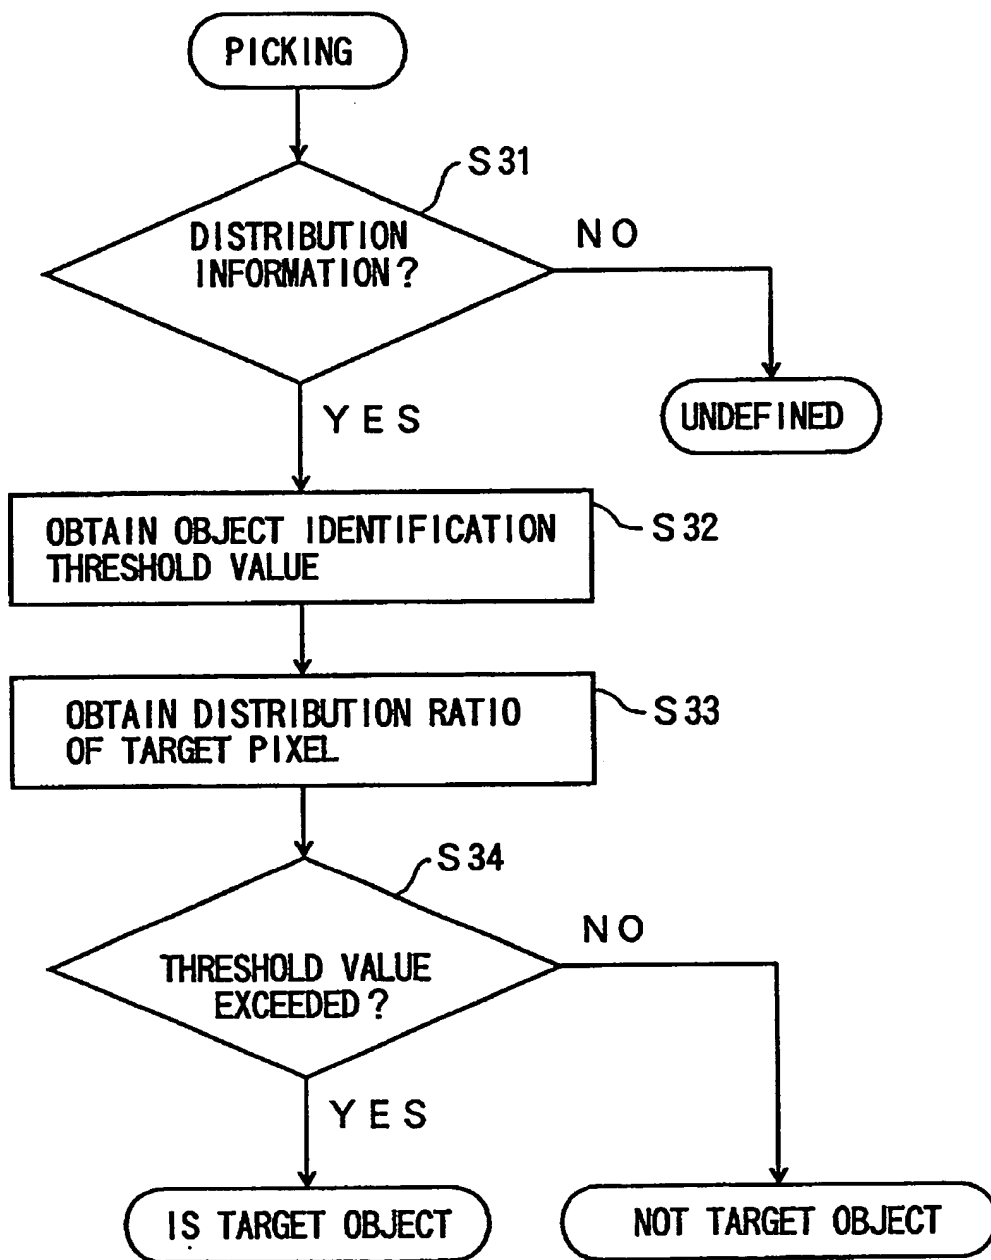 PICKING
S31
DISTRIBUTION
INFORMATION?
NO
UNDEFINED
YES
OBTAIN OBJECT IDENTIFICATION
THRESHOLD VALUE
S32
OBTAIN DISTRIBUTION RATIO
OF TARGET PIXEL
S33
S34
THRESHOLD VALUE
EXCEEDED?
NO
YES
IS TARGET OBJECT
NOT TARGET OBJECT